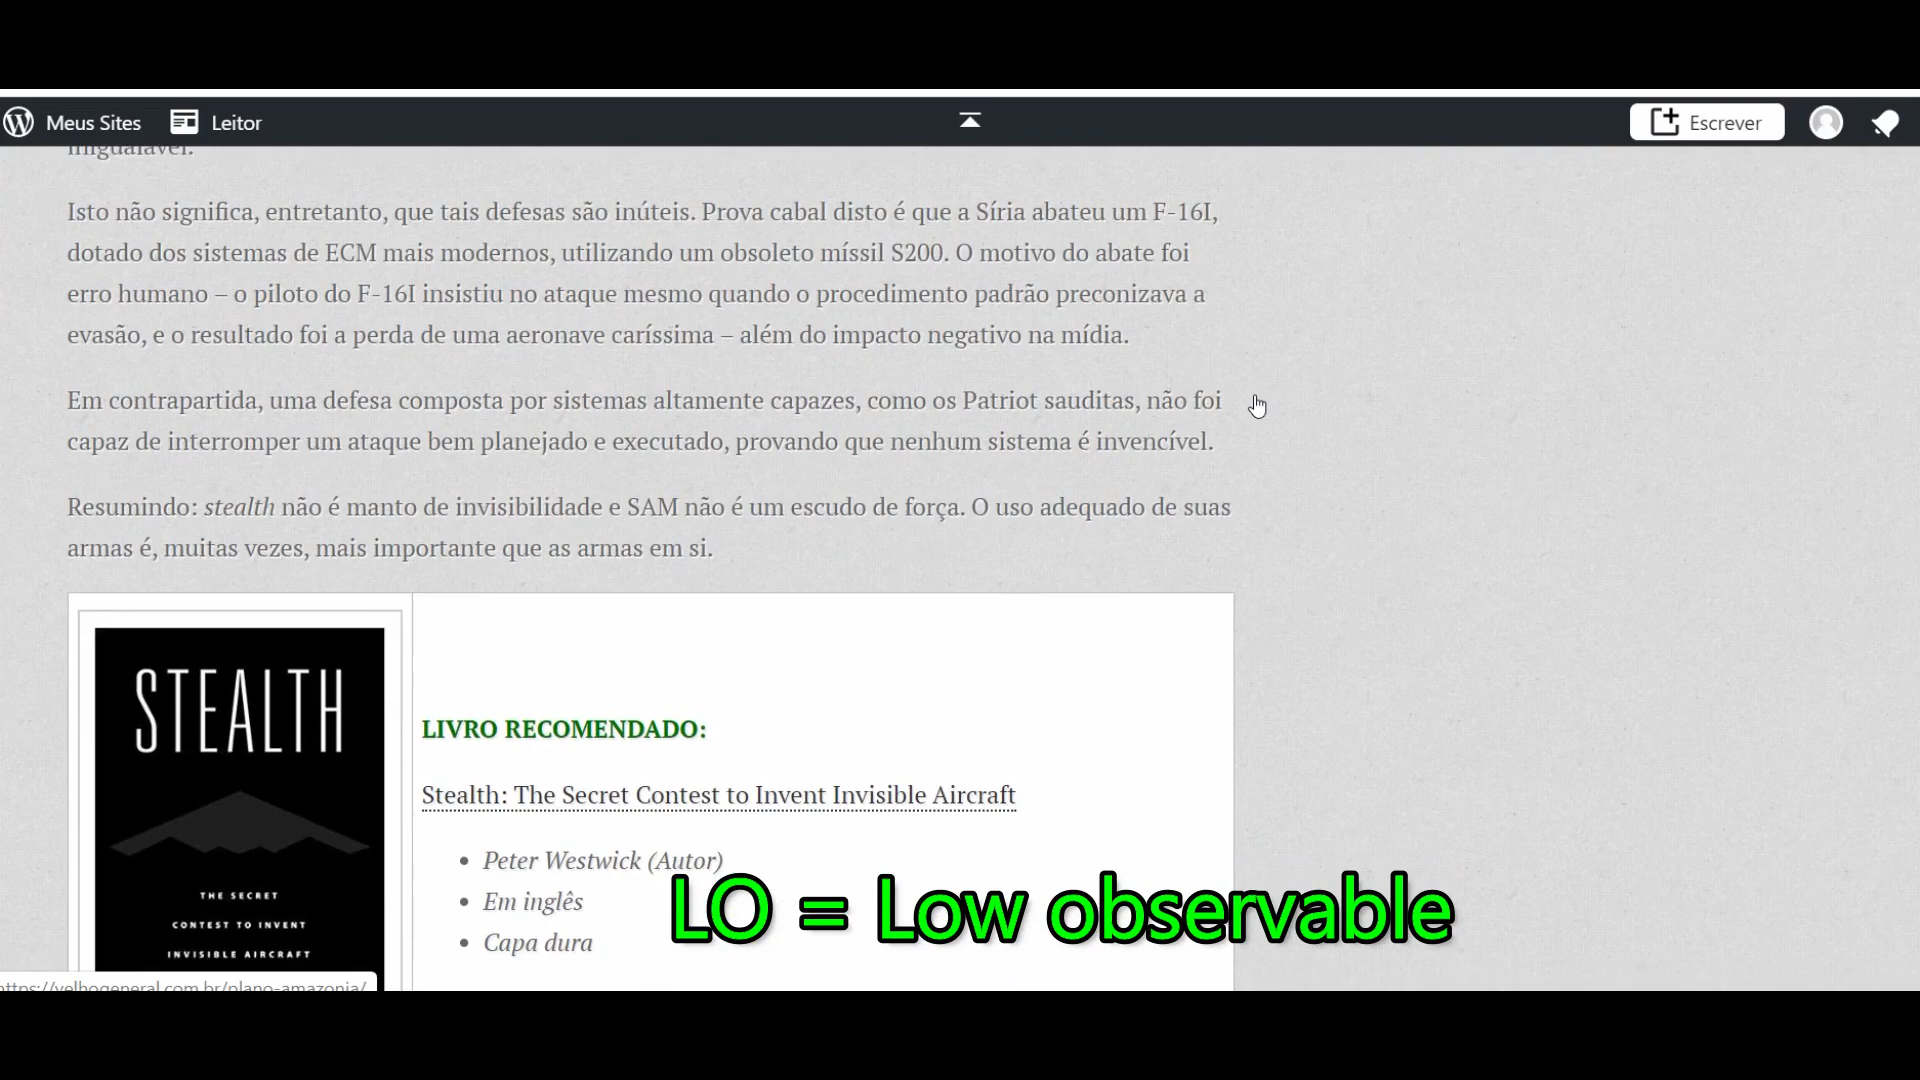 Meus Sites
Leitor
Escrever
inigualável.
Isto não significa, entretanto, que tais defesas são inúteis. Prova cabal disto é que a Síria abateu um F-16I,
dotado dos sistemas de ECM mais modernos, utilizando um obsoleto míssil S200. O motivo do abate foi
erro humano – o piloto do F-16I insistiu no ataque mesmo quando o procedimento padrão preconizava a
evasão, e o resultado foi a perda de uma aeronave caríssima – além do impacto negativo na mídia.
Em contrapartida, uma defesa composta por sistemas altamente capazes, como os Patriot sauditas, não foi
capaz de interromper um ataque bem planejado e executado, provando que nenhum sistema é invencível.
Resumindo: stealth não é manto de invisibilidade e SAM não é um escudo de força. O uso adequado de suas
armas é, muitas vezes, mais importante que as armas em si.
STEALTH
THE SECRET
CONTEST TO INVENT
INVISIBLE AIRCRAFT
LIVRO RECOMENDADO:
Stealth: The Secret Contest to Invent Invisible Aircraft
• Peter Westwick (Autor)
• Em inglês
• Capa dura
LO = Low observable
https://velhogeneral.com.br/plano-amazonia/